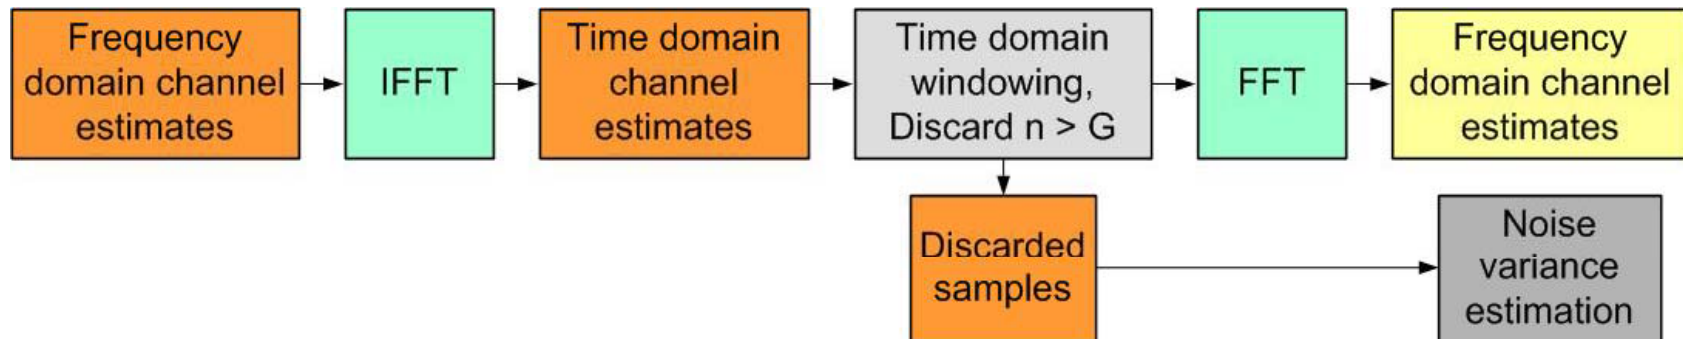 Frequency
domain channel
estimates
IFFT
Time domain
channel
estimates
Time domain
windowing,
Discard n > G
FFT
Frequency
domain channel
estimates
Discarded
samples
Noise
variance
estimation